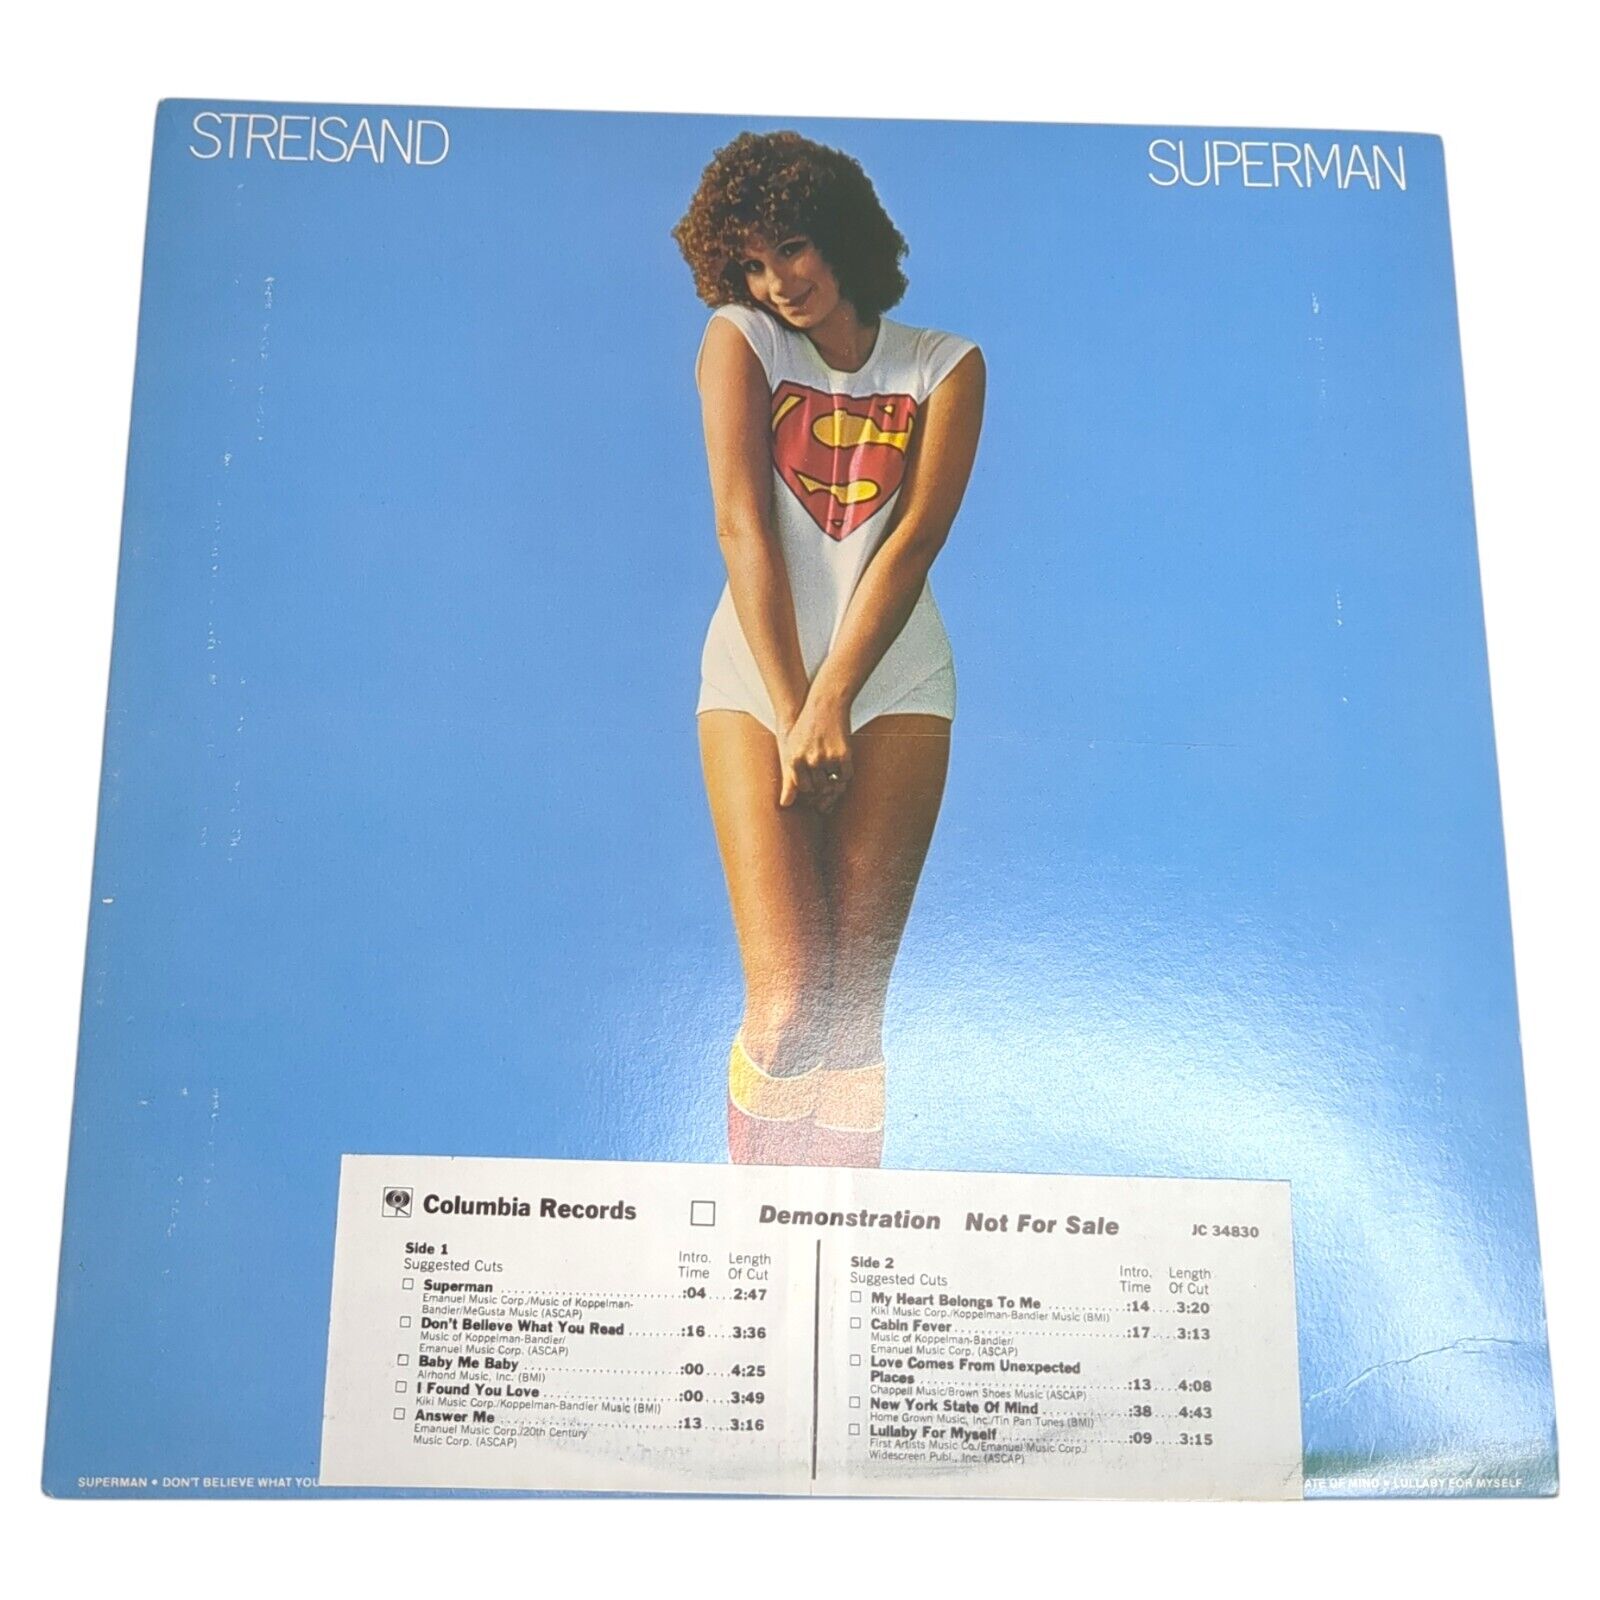 STREISAND
SUPERMAN
Columbia Records
Demonstration Not For Sale
JC 34830
Side 1
Suggested Cuts
Intro. Time
Length Of Cut
Superman :04 2:47
Emanuel Music Corp./Music of Koppelman-
Bandier/MeGusta Music (ASCAP)
Don't Believe What You Read :16 3:36
Music of Koppelman-Bandier/
Emanuel Music Corp. (ASCAP)
Baby Me Baby :00 4:25
Airhond Music, Inc. (BMI)
I Found You Love :00 3:49
Kiki Music Corp./Koppelman-Bandier Music (BMI)
Answer Me :13 3:16
Emanuel Music Corp./20th Century
Music Corp. (ASCAP)
Side 2
Suggested Cuts
Intro. Time
Length Of Cut
My Heart Belongs To Me :14 3:20
Kiki Music Corp./Koppelman-Bandier Music (BMI)
Cabin Fever :17 3:13
Music of Koppelman-Bandier/
Emanuel Music Corp. (ASCAP)
Love Comes From Unexpected
Places :13 4:08
Chappell Music/Brown Shoes Music (ASCAP)
New York State Of Mind :38 4:43
Home Grown Music, Inc./Tin Pan Tunes (BMI)
Lullaby For Myself :09 3:15
First Artists Music Co./Emanuel Music Corp./
Widescreen Publ., Inc. (ASCAP)
SUPERMAN • DON'T BELIEVE WHAT YOU
ATE OF MIND • LULLABY FOR MYSELF